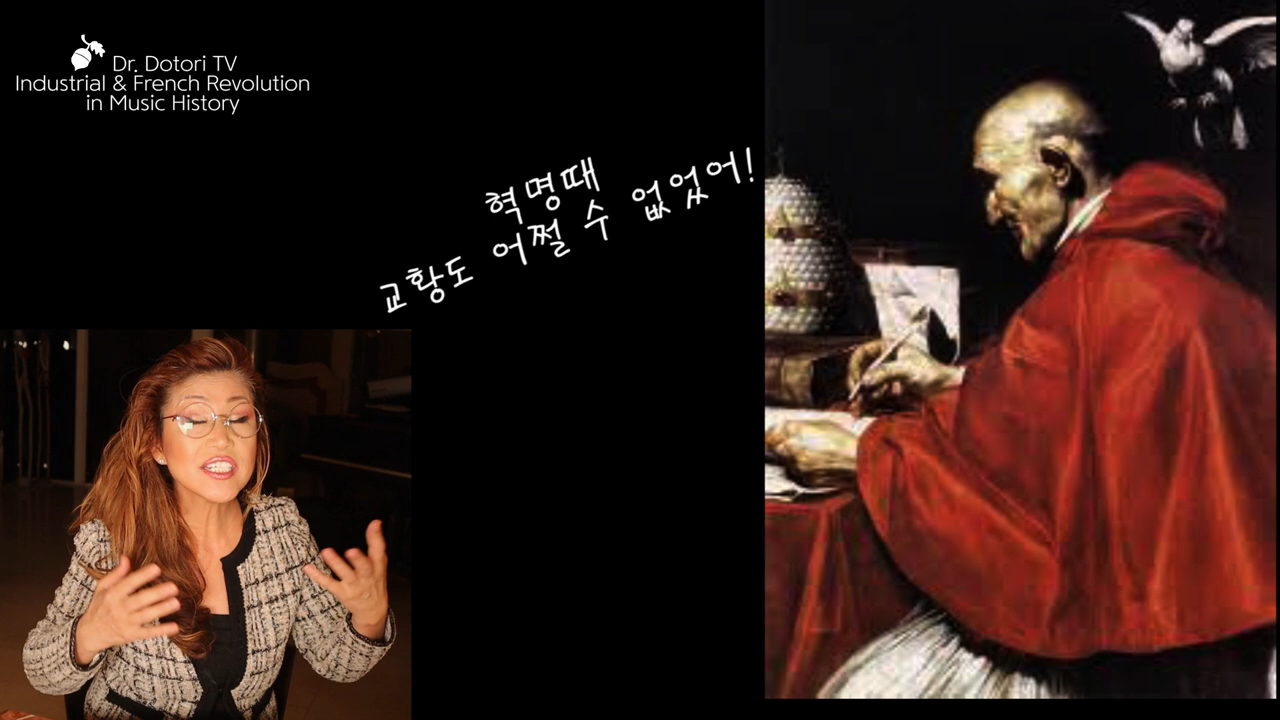 Dr. Dotori TV
Industrial & French Revolution
in Music History
혁명때
교황도 어쩔 수 없었어!